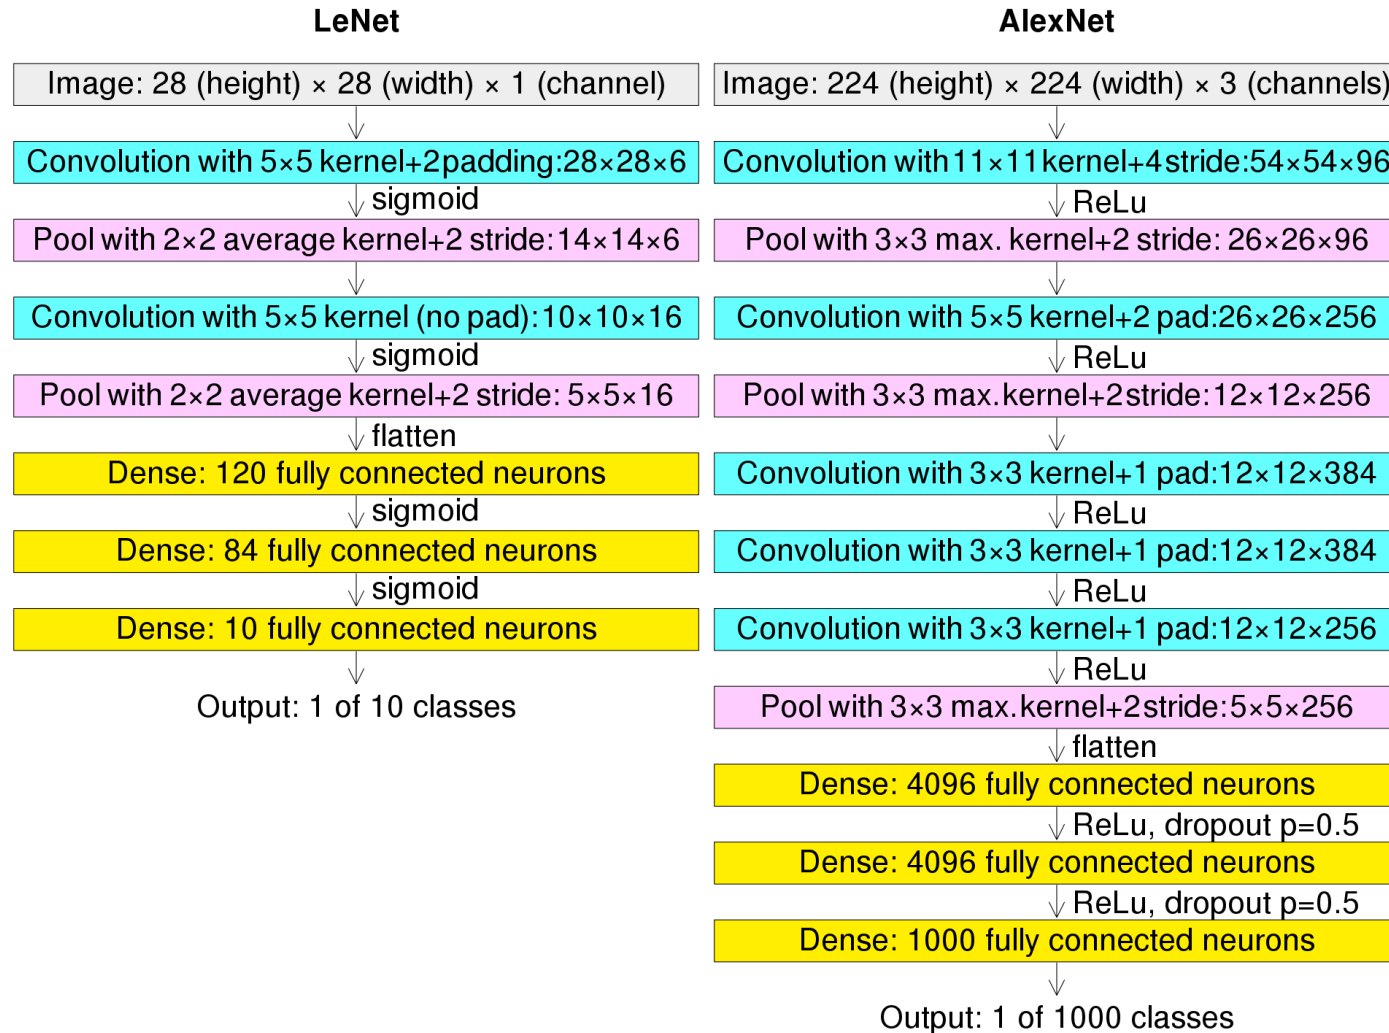 LeNet
Image: 28 (height) × 28 (width) × 1 (channel)
Convolution with 5×5 kernel+2padding:28×28×6
sigmoid
Pool with 2×2 average kernel+2 stride:14×14×6
Convolution with 5×5 kernel (no pad):10×10×16
sigmoid
Pool with 2×2 average kernel+2 stride: 5×5×16
flatten
Dense: 120 fully connected neurons
sigmoid
Dense: 84 fully connected neurons
sigmoid
Dense: 10 fully connected neurons
Output: 1 of 10 classes
AlexNet
Image: 224 (height) × 224 (width) × 3 (channels)
Convolution with 11×11 kernel+4 stride:54×54×96
ReLu
Pool with 3×3 max. kernel+2 stride: 26×26×96
Convolution with 5×5 kernel+2 pad:26×26×256
ReLu
Pool with 3×3 max.kernel+2stride:12×12×256
Convolution with 3×3 kernel+1 pad:12×12×384
ReLu
Convolution with 3×3 kernel+1 pad:12×12×384
ReLu
Convolution with 3×3 kernel+1 pad:12×12×256
ReLu
Pool with 3×3 max.kernel+2stride:5×5×256
flatten
Dense: 4096 fully connected neurons
ReLu, dropout p=0.5
Dense: 4096 fully connected neurons
ReLu, dropout p=0.5
Dense: 1000 fully connected neurons
Output: 1 of 1000 classes